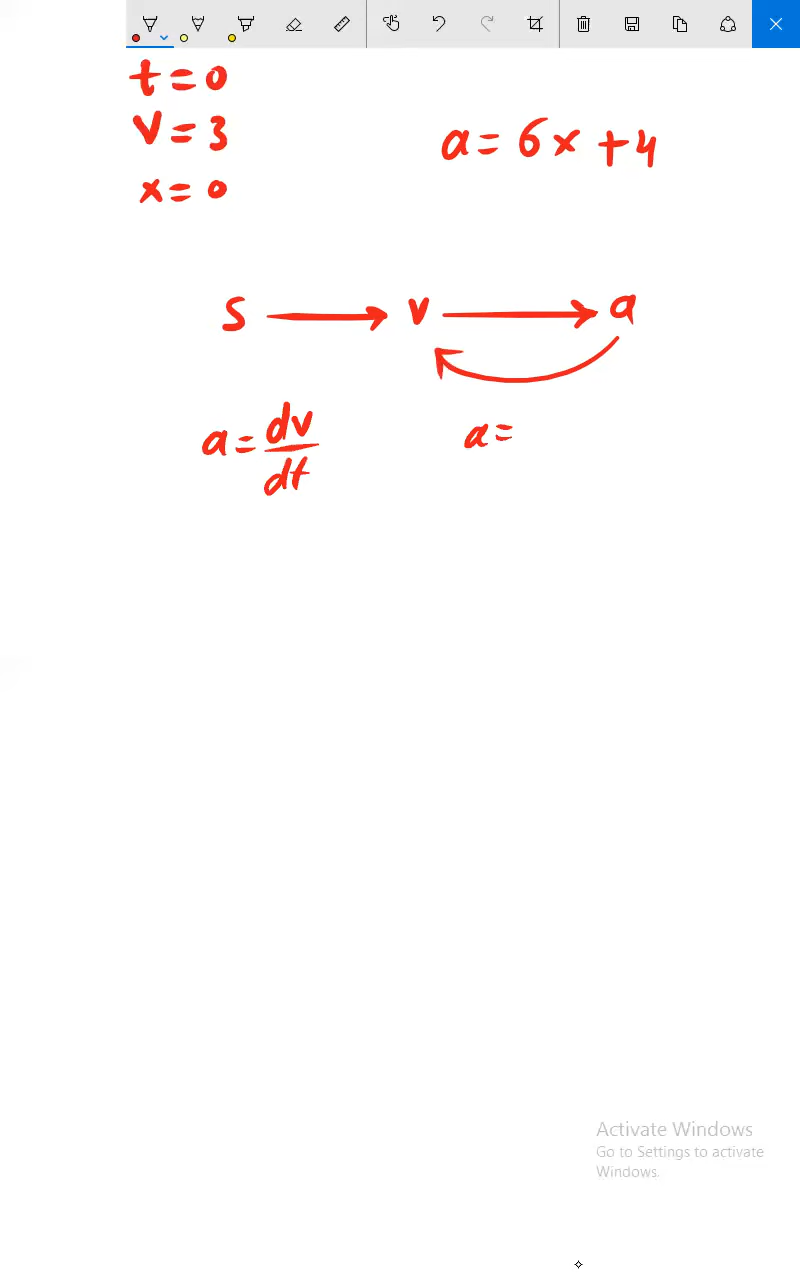 t = 0
v = 3
a = 6x + 4
x = 0
s → v → a
a = dv/dt
a =
Activate Windows
Go to Settings to activate
Windows.